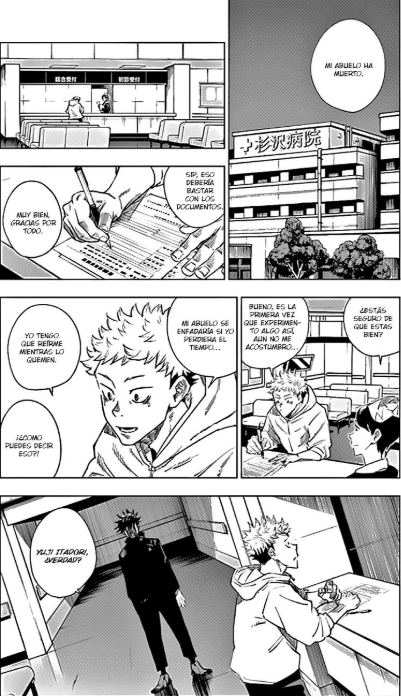 MI ABUELO HA
MUERTO.
+杉沢病院
総合受付
初診受付
SIP, ESO
DEBERÍA
BASTAR
CON LOS
DOCUMENTOS.
MUY BIEN,
GRACIAS POR
TODO.
¿ESTÁS
SEGURO DE
QUE ESTAS
BIEN?
BUENO, ES LA
PRIMERA VEZ
QUE EXPERIMEN-
TO ALGO ASÍ,
AUN NO ME
ACOSTUMBRO...
MI ABUELO SE
ENFADARÍA SI YO
PERDIERA EL
TIEMPO...
YO TENGO
QUE REÍRME
MIENTRAS LO
QUEMEN.
¡¿COMO
PUEDES DECIR
ESO?!
YUJI ITADORI,
¿VERDAD?